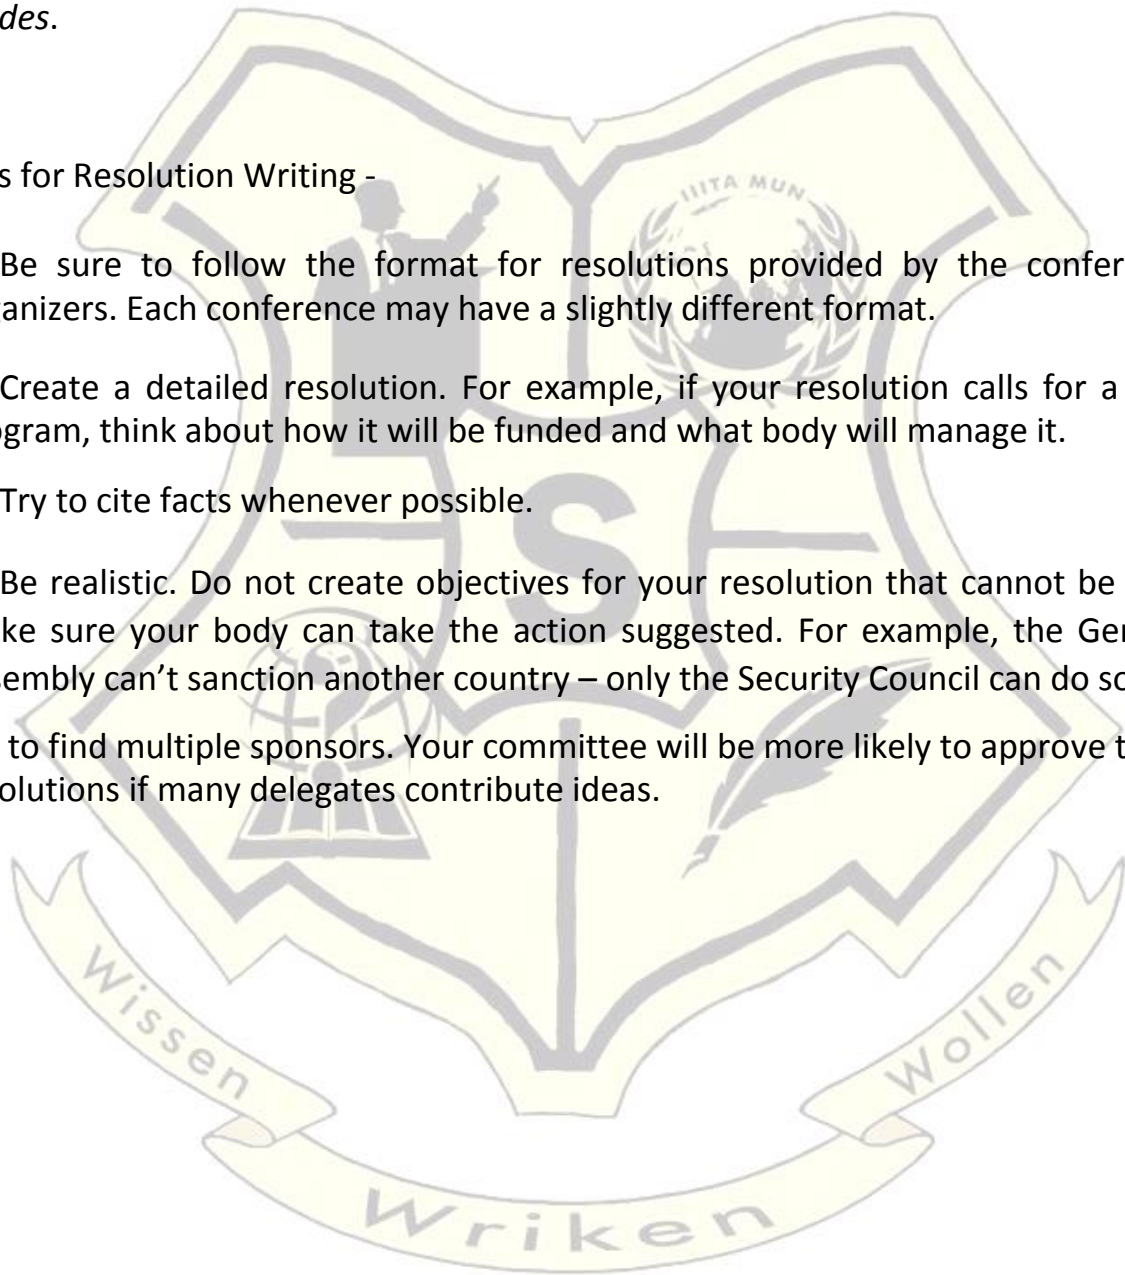 des.
s for Resolution Writing -
Be sure to follow the format for resolutions provided by the confer
ganizers. Each conference may have a slightly different format.
Create a detailed resolution. For example, if your resolution calls for a
ogram, think about how it will be funded and what body will manage it.
Try to cite facts whenever possible.
Be realistic. Do not create objectives for your resolution that cannot be
ke sure your body can take the action suggested. For example, the Gen
sembly can’t sanction another country – only the Security Council can do so
to find multiple sponsors. Your committee will be more likely to approve t
olutions if many delegates contribute ideas.
IIITA MUN
S
Wissen
Wollen
Wriken